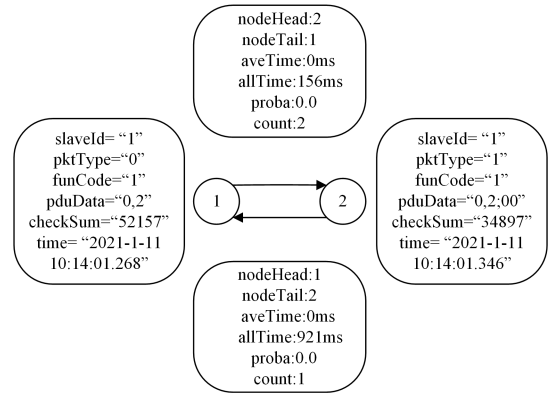 nodeHead:2
nodeTail:1
aveTime:0ms
allTime:156ms
proba:0.0
count:2
slaveId= “1”
pktType=“0”
funCode=“1”
pduData=“0,2”
checkSum=“52157”
time= “2021-1-11
10:14:01.268”
1
2
slaveId= “1”
pktType=“1”
funCode=“1”
pduData=“0,2;00”
checkSum=“34897”
time= “2021-1-11
10:14:01.346”
nodeHead:1
nodeTail:2
aveTime:0ms
allTime:921ms
proba:0.0
count:1